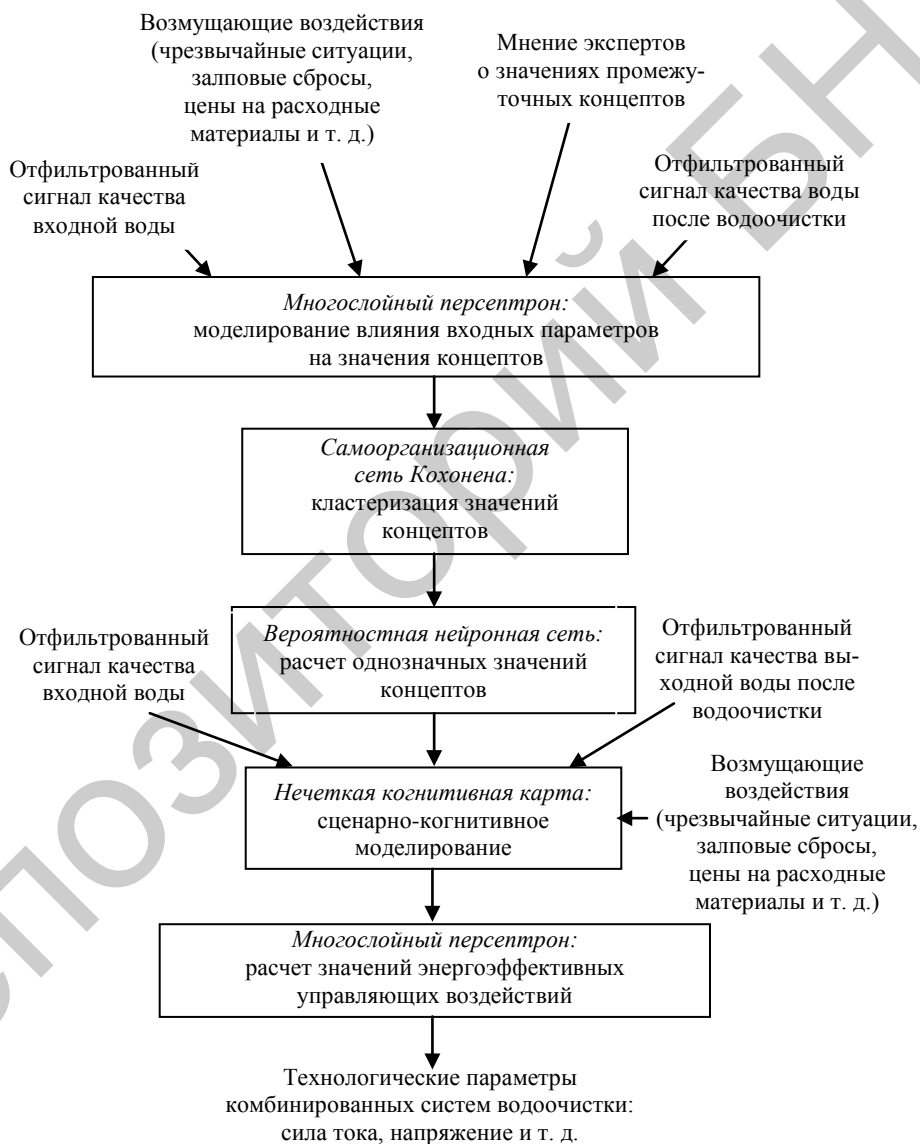 Возмущающие воздействия
(чрезвычайные ситуации,
залповые сбросы,
цены на расходные
материалы и т. д.)
Мнение экспертов
о значениях промежу-
точных концептов
Отфильтрованный
сигнал качества
входной воды
Отфильтрованный
сигнал качества воды
после водоочистки
Многослойный персептрон:
моделирование влияния входных параметров
на значения концептов
Самоорганизационная
сеть Кохонена:
кластеризация значений
концептов
Вероятностная нейронная сеть:
расчет однозначных значений
концептов
Отфильтрованный
сигнал качества
входной воды
Отфильтрованный
сигнал качества вы-
ходной воды после
водоочистки
Нечеткая когнитивная карта:
сценарно-когнитивное
моделирование
Возмущающие
воздействия
(чрезвычайные ситуации,
залповые сбросы,
цены на расходные
материалы и т. д.)
Многослойный персептрон:
расчет значений энергоэффективных
управляющих воздействий
Технологические параметры
комбинированных систем водоочистки:
сила тока, напряжение и т. д.
позиторий БН